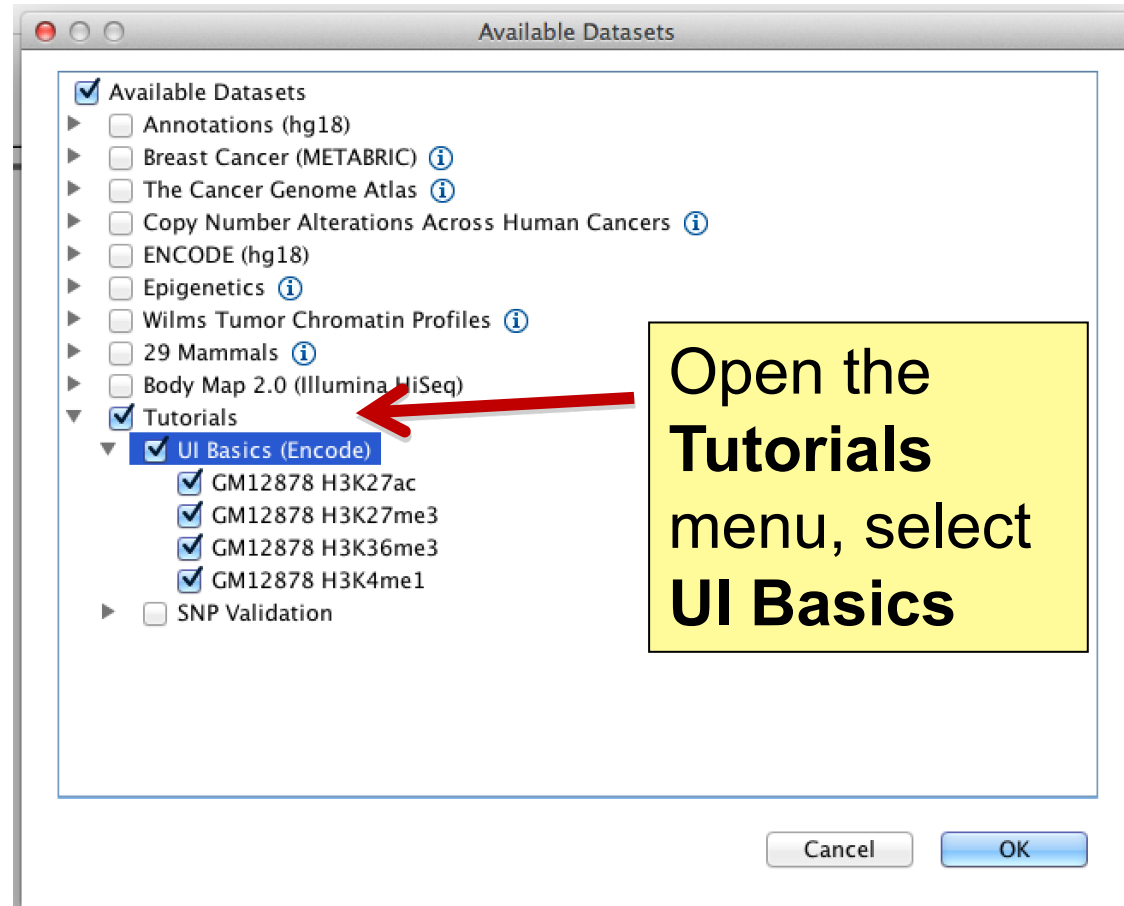 Available Datasets
Available Datasets
Annotations (hg18)
Breast Cancer (METABRIC)
The Cancer Genome Atlas
Copy Number Alterations Across Human Cancers
ENCODE (hg18)
Epigenetics
Wilms Tumor Chromatin Profiles
29 Mammals
Body Map 2.0 (Illumina HiSeq)
Tutorials
UI Basics (Encode)
GM12878 H3K27ac
GM12878 H3K27me3
GM12878 H3K36me3
GM12878 H3K4me1
SNP Validation
Open the
Tutorials
menu, select
UI Basics
Cancel
OK